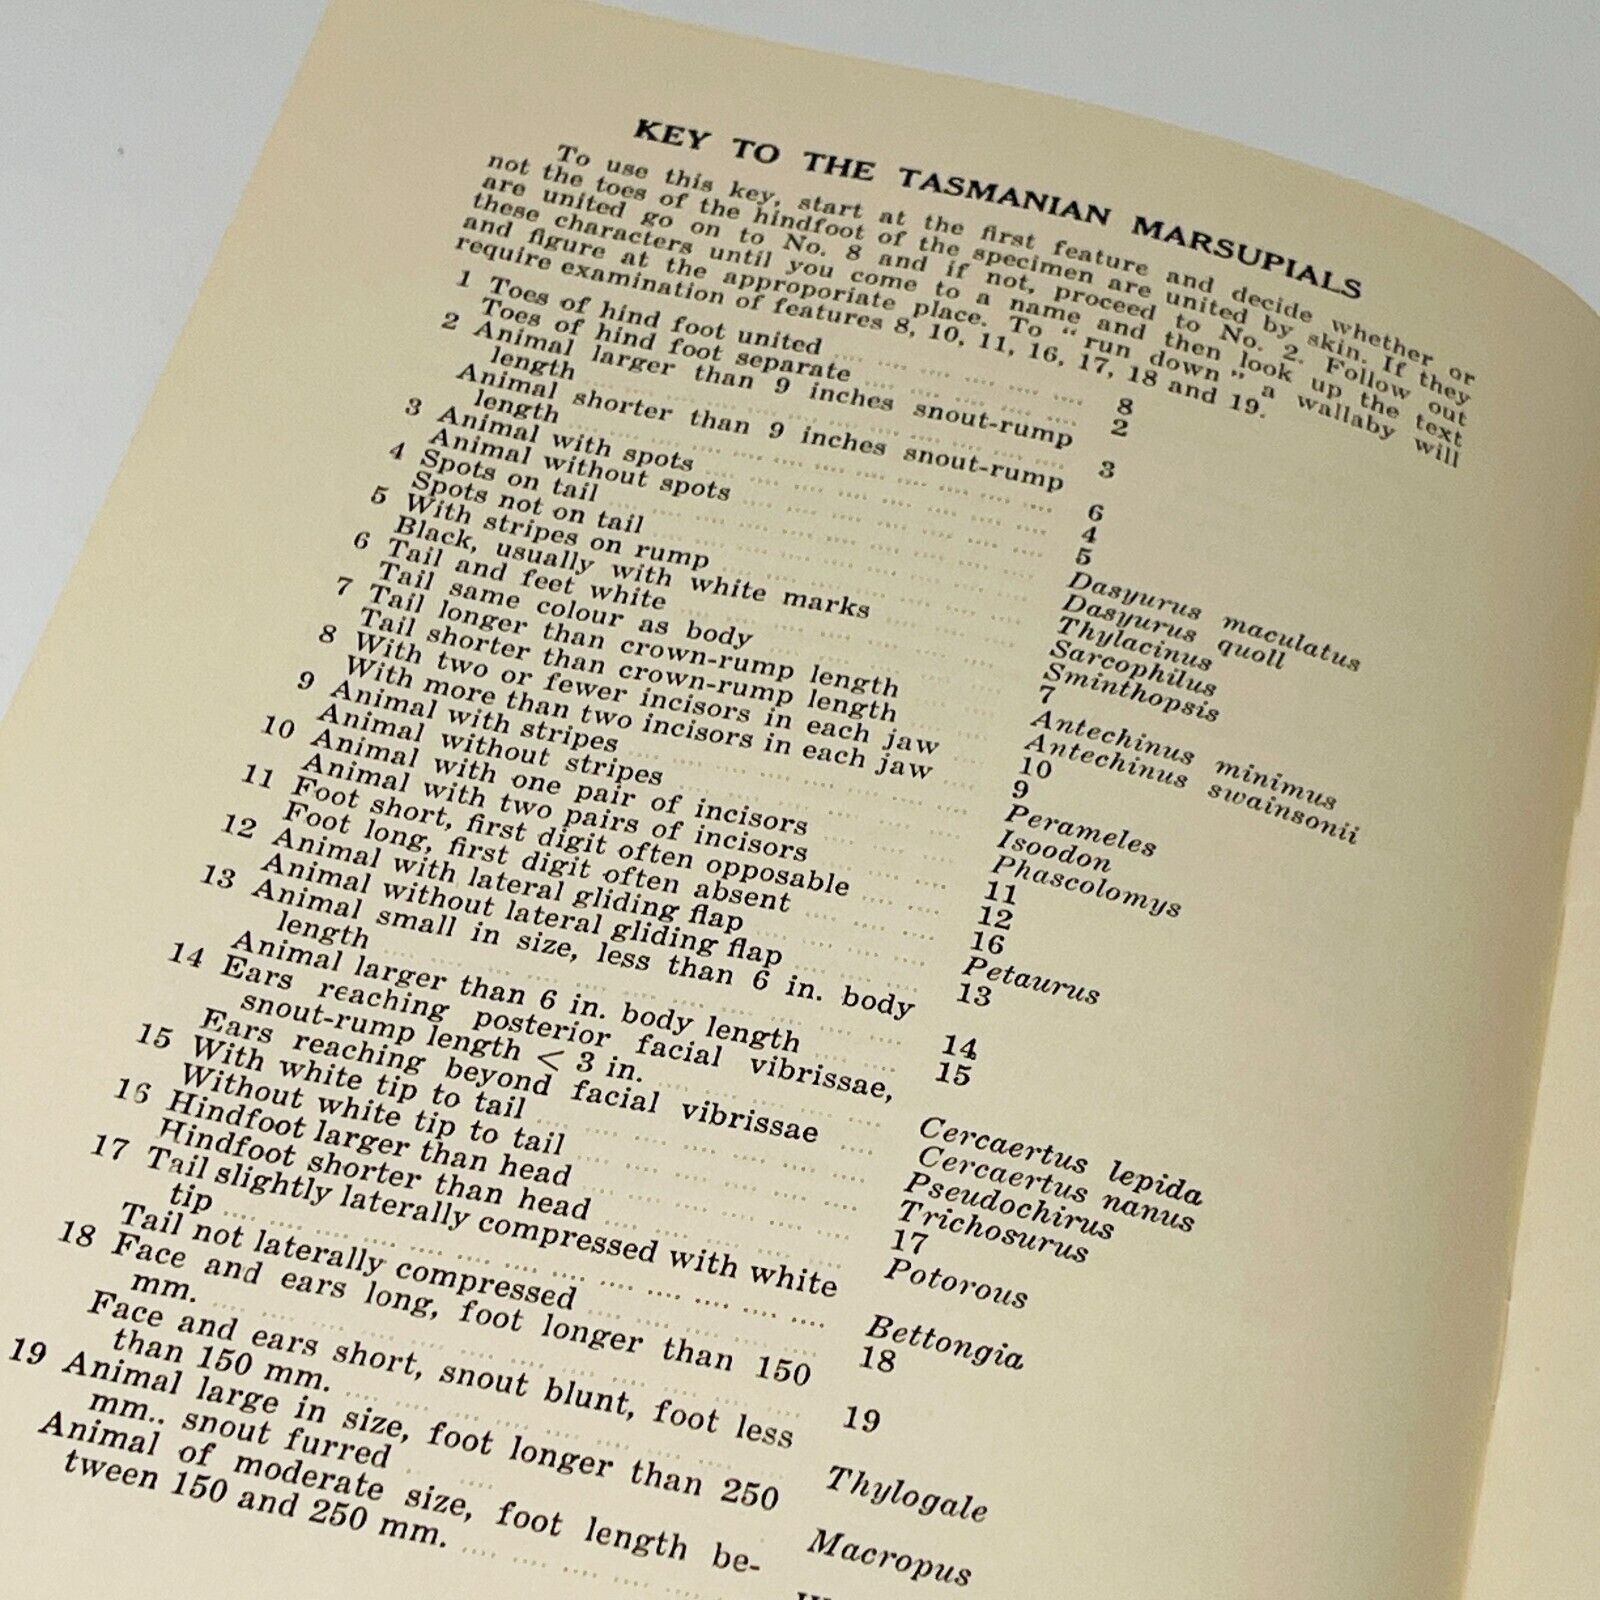 KEY TO THE TASMANIAN MARSUPIALS
To use this key, start at the first feature and decide whether or
not the toes of the hindfoot of the specimen are united by skin. If they
are united go on to No. 8 and if not, proceed to No. 2. Follow out
these characters until you come to a name and then look up the text
and figure at the approporiate place. To "run down" a wallaby will
require examination of features 8, 10, 11, 16, 17, 18 and 19.
1 Toes of hind foot united .... .... .... .... .... 8
Toes of hind foot separate .... .... .... .... .... 2
2 Animal larger than 9 inches snout-rump
length .... .... .... .... .... .... .... .... .... 3
Animal shorter than 9 inches snout-rump
length .... .... .... .... .... .... .... .... .... 6
3 Animal with spots .... .... .... .... .... .... .... 4
Animal without spots .... .... .... .... .... .... 5
4 Spots on tail .... .... .... .... .... .... .... .... Dasyurus maculatus
Spots not on tail .... .... .... .... .... .... .... Dasyurus quoll
5 With stripes on rump .... .... .... .... .... .... Thylacinus
Black, usually with white marks .... .... .... Sarcophilus
6 Tail and feet white .... .... .... .... .... .... Sminthopsis
Tail same colour as body .... .... .... .... .... 7
7 Tail longer than crown-rump length .... .... Antechinus minimus
Tail shorter than crown-rump length .... .... Antechinus swainsonii
8 With two or fewer incisors in each jaw .... 10
With more than two incisors in each jaw .... 9
9 Animal with stripes .... .... .... .... .... .... .... Perameles
Animal without stripes .... .... .... .... .... .... Isoodon
10 Animal with one pair of incisors .... .... .... Phascolomys
Animal with two pairs of incisors .... .... .... 11
11 Foot short, first digit often opposable .... .... 12
Foot long, first digit often absent .... .... .... 16
12 Animal with lateral gliding flap .... .... .... .... Petaurus
Animal without lateral gliding flap .... .... .... 13
13 Animal small in size, less than 6 in. body
length .... .... .... .... .... .... .... .... .... .... 14
Animal larger than 6 in. body length .... .... 15
14 Ears reaching posterior facial vibrissae,
snout-rump length < 3 in. .... .... .... .... .... Cercaertus lepida
Ears reaching beyond facial vibrissae .... .... Cercaertus nanus
15 With white tip to tail .... .... .... .... .... .... .... Pseudochirus
Without white tip to tail .... .... .... .... .... .... Trichosurus
16 Hindfoot larger than head .... .... .... .... .... .... 17
Hindfoot shorter than head .... .... .... .... .... Potorous
17 Tail slightly laterally compressed with white
tip .... .... .... .... .... .... .... .... .... .... .... .... Bettongia
Tail not laterally compressed .... .... .... .... .... 18
18 Face and ears long, foot longer than 150
mm. .... .... .... .... .... .... .... .... .... .... .... 19
Face and ears short, snout blunt, foot less
than 150 mm. .... .... .... .... .... .... .... .... Thylogale
19 Animal large in size, foot longer than 250
mm.. snout furred .... .... Macropus
Animal of moderate size, foot length be-
tween 150 and 250 mm. .... .... .... .... ....